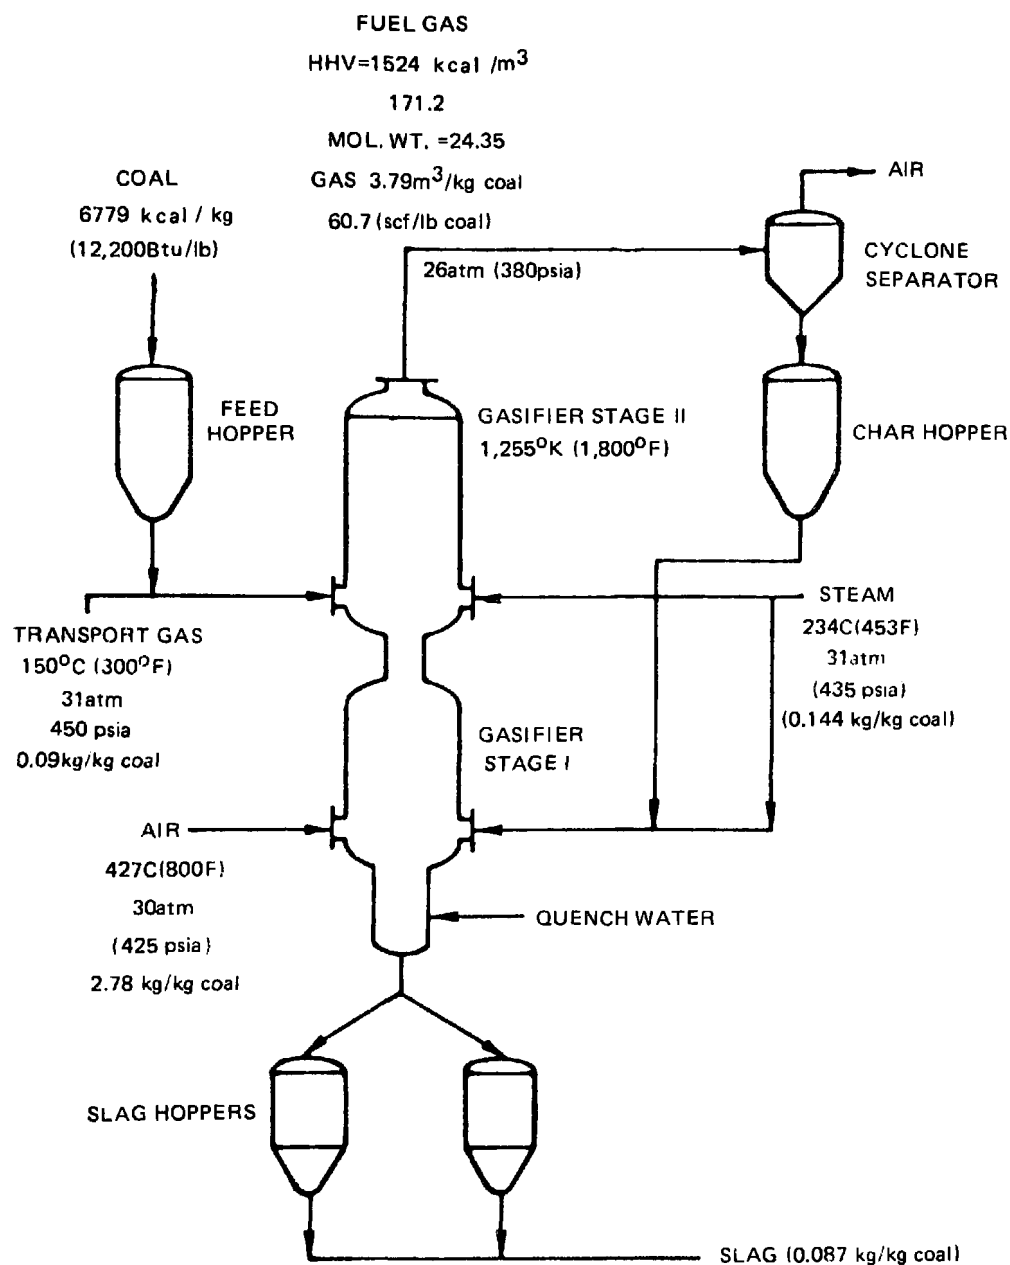 FUEL GAS
HHV=1524 kcal /m3
171.2
MOL. WT. =24.35
GAS 3.79m3/kg coal
60.7 (scf/lb coal)
COAL
6779 kcal / kg
(12,200Btu/lb)
26atm (380psia)
AIR
CYCLONE
SEPARATOR
FEED
HOPPER
GASIFIER STAGE II
1,255OK (1,800OF)
CHAR HOPPER
TRANSPORT GAS
150OC (300OF)
31atm
450 psia
0.09kg/kg coal
STEAM
234C(453F)
31atm
(435 psia)
(0.144 kg/kg coal)
GASIFIER
STAGE I
AIR
427C(800F)
30atm
(425 psia)
2.78 kg/kg coal
QUENCH WATER
SLAG HOPPERS
SLAG (0.087 kg/kg coal)